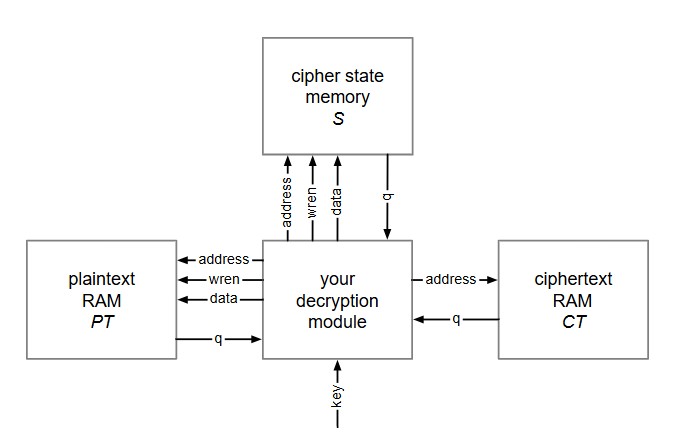 cipher state
memory
S
address
wren
data
q
plaintext
RAM
PT
address
wren
data
q
your
decryption
module
address
q
ciphertext
RAM
CT
key